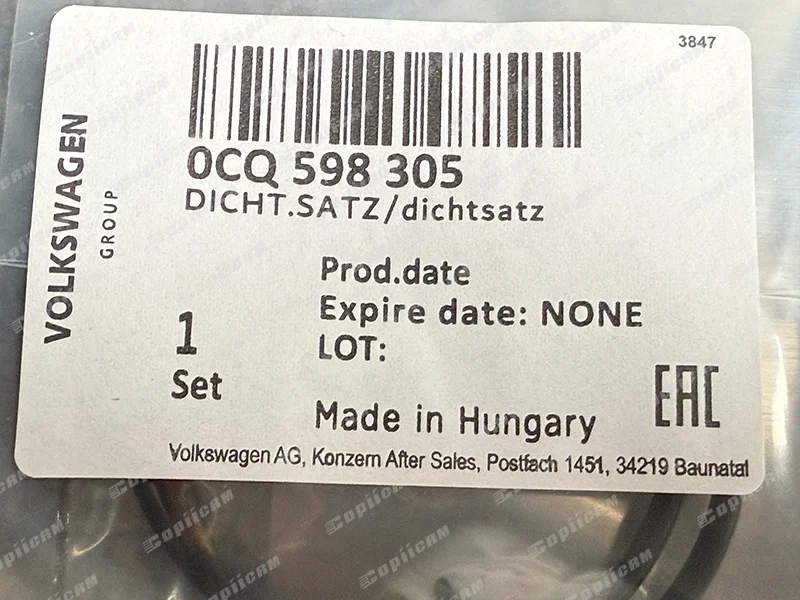 3847
VOLKSWAGEN
GROUP
0CQ 598 305
DICHT.SATZ/dichtsatz
Prod.date
Expire date: NONE
LOT:
1
Set
Made in Hungary
EAC
Volkswagen AG, Konzern After Sales, Postfach 1451, 34219 Baunatal
CopiiCAM